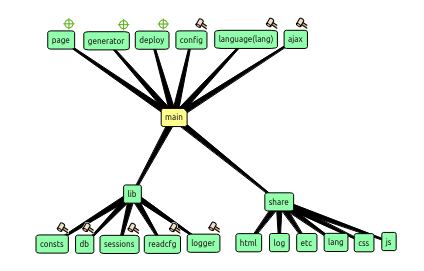 page
generator
deploy
config
language(lang)
ajax
main
lib
share
consts
db
sessions
readcfg
logger
html
log
etc
lang
css
js